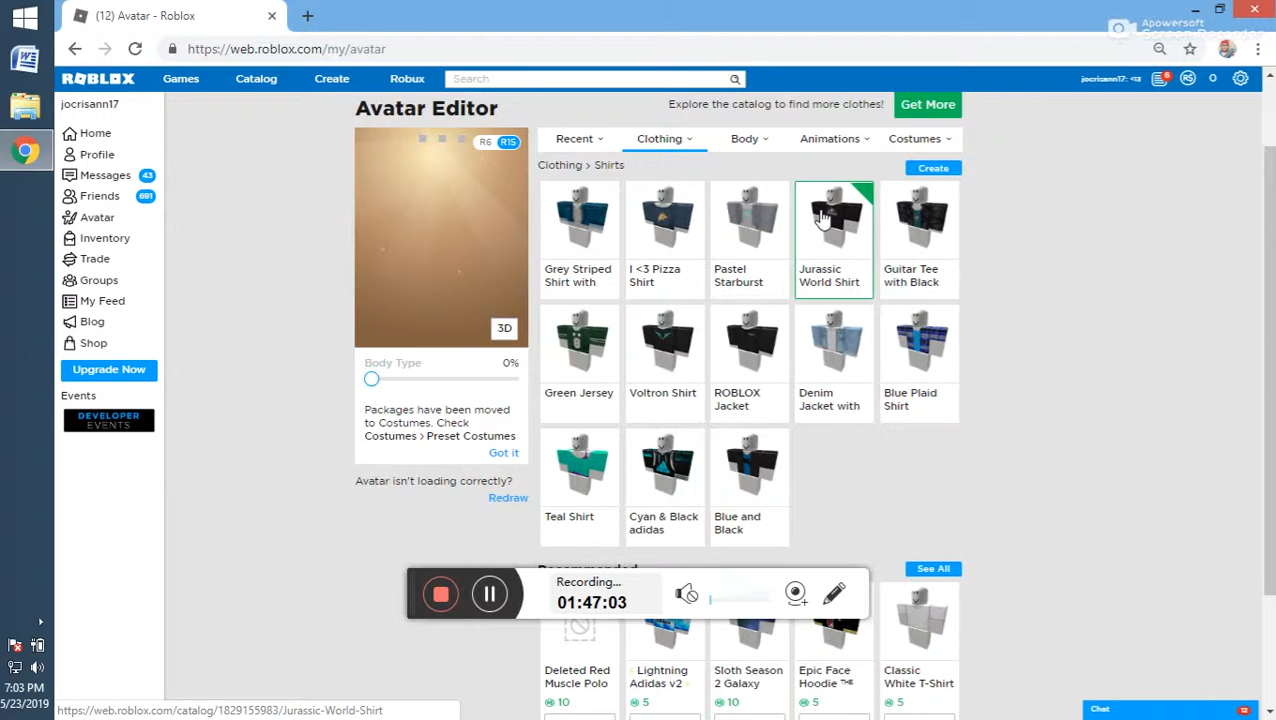 (12) Avatar - Roblox
Apowersoft
Screen Recorder
https://web.roblox.com/my/avatar
ROBLOX
Games
Catalog
Create
Robux
Search
jocrisann17: <13
6
0
jocrisann17
Home
Profile
Messages 43
Friends 691
Avatar
Inventory
Trade
Groups
My Feed
Blog
Shop
Upgrade Now
Events
DEVELOPER
EVENTS
Avatar Editor
Explore the catalog to find more clothes!
Get More
R6 R15
3D
Body Type 0%
Packages have been moved
to Costumes. Check
Costumes > Preset Costumes
Got it
Avatar isn't loading correctly?
Redraw
Recent
Clothing
Body
Animations
Costumes
Clothing > Shirts
Create
Grey Striped
Shirt with
I <3 Pizza
Shirt
Pastel
Starburst
Jurassic
World Shirt
Guitar Tee
with Black
Green Jersey
Voltron Shirt
ROBLOX
Jacket
Denim
Jacket with
Blue Plaid
Shirt
Teal Shirt
Cyan & Black
adidas
Blue and
Black
Recommended
See All
Recording...
01:47:03
Deleted Red
Muscle Polo
10
Lightning
Adidas v2
5
Sloth Season
2 Galaxy
10
Epic Face
Hoodie ᵀᴴᴱ
5
Classic
White T-Shirt
5
7:03 PM
5/23/2019
https://web.roblox.com/catalog/1829155983/Jurassic-World-Shirt
Chat
12